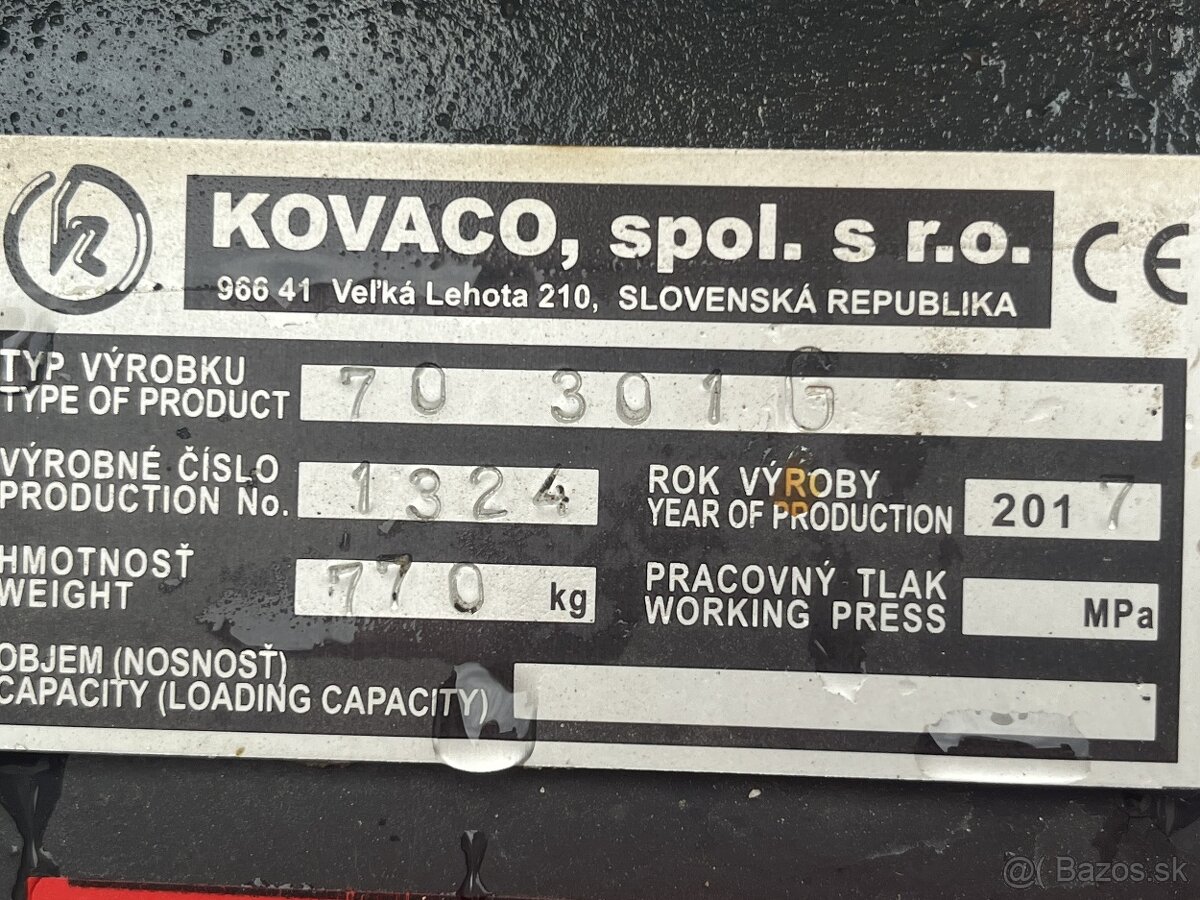 KOVACO, spol. s r.o.
966 41 Veľká Lehota 210, SLOVENSKÁ REPUBLIKA
CE
TYP VÝROBKU
TYPE OF PRODUCT
70 301G
VÝROBNÉ ČÍSLO
PRODUCTION No.
1324
ROK VÝROBY
YEAR OF PRODUCTION
2017
HMOTNOSŤ
WEIGHT
770 kg
PRACOVNÝ TLAK
WORKING PRESS
MPa
OBJEM (NOSNOSŤ)
CAPACITY (LOADING CAPACITY)
@( Bazos.sk